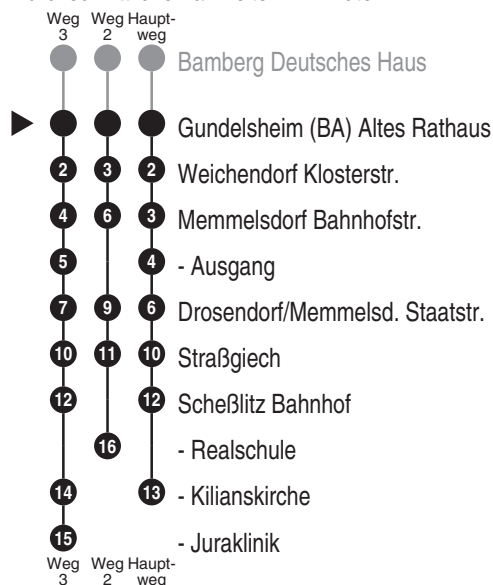 Weg 3 Weg 2 Haupt-weg
Bamberg Deutsches Haus
Gundelsheim (BA) Altes Rathaus
2 3 2 Weichendorf Klosterstr.
4 6 3 Memmelsdorf Bahnhofstr.
5 4 - Ausgang
7 9 6 Drosendorf/Memmelsd. Staatstr.
10 11 10 Straßgiech
12 12 Scheßlitz Bahnhof
16 - Realschule
14 13 - Kilianskirche
15 - Juraklinik
Weg 3 Weg 2 Haupt-weg